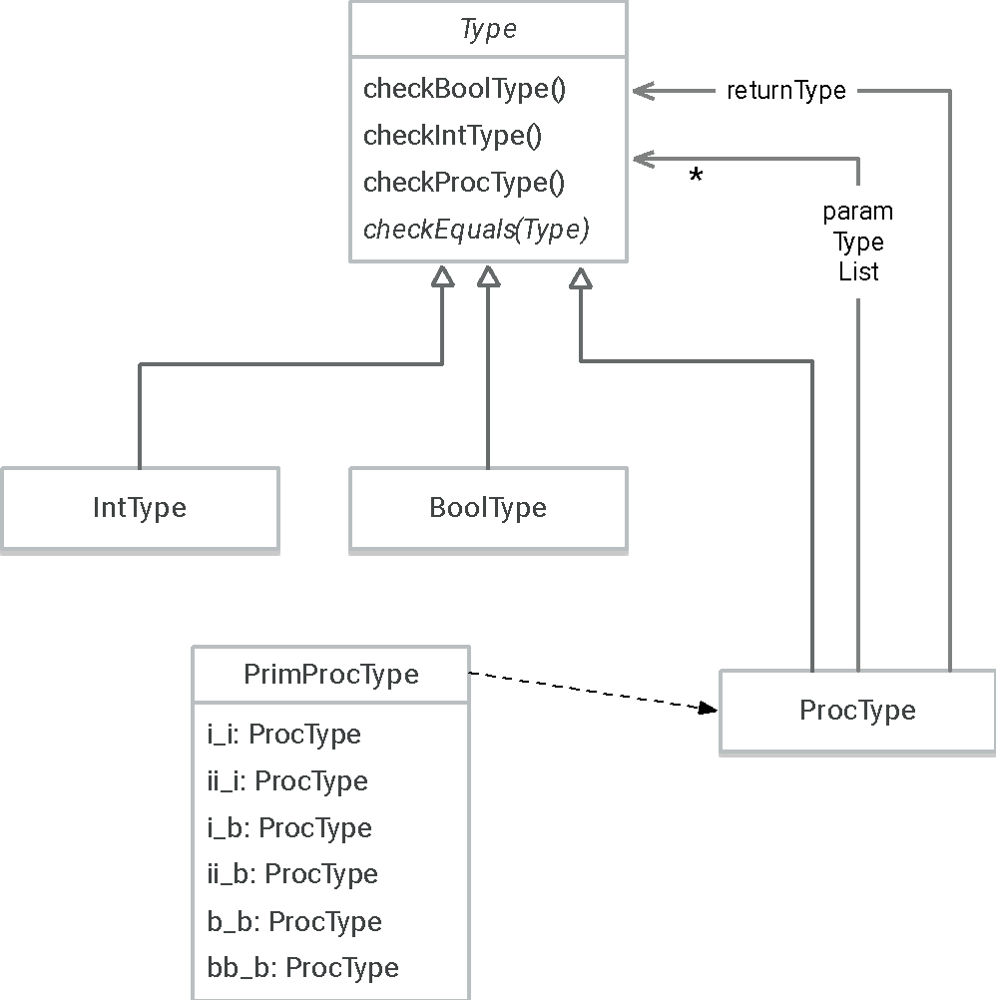 Type
checkBoolType()
checkIntType()
checkProcType()
checkEquals(Type)
returnType
*
param
Type
List
IntType
BoolType
PrimProcType
i_i: ProcType
ii_i: ProcType
i_b: ProcType
ii_b: ProcType
b_b: ProcType
bb_b: ProcType
ProcType